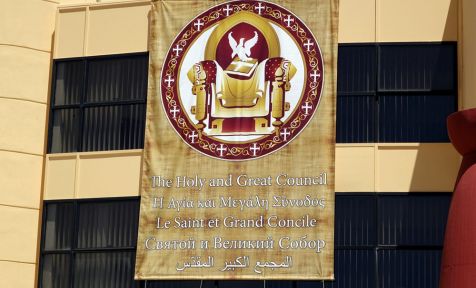 The Holy and Great Council
Η Αγία και Μεγάλη Σύνοδος
Le Saint et Grand Concile
Святой и Великий Собор
المجمع الكبير المقدّس